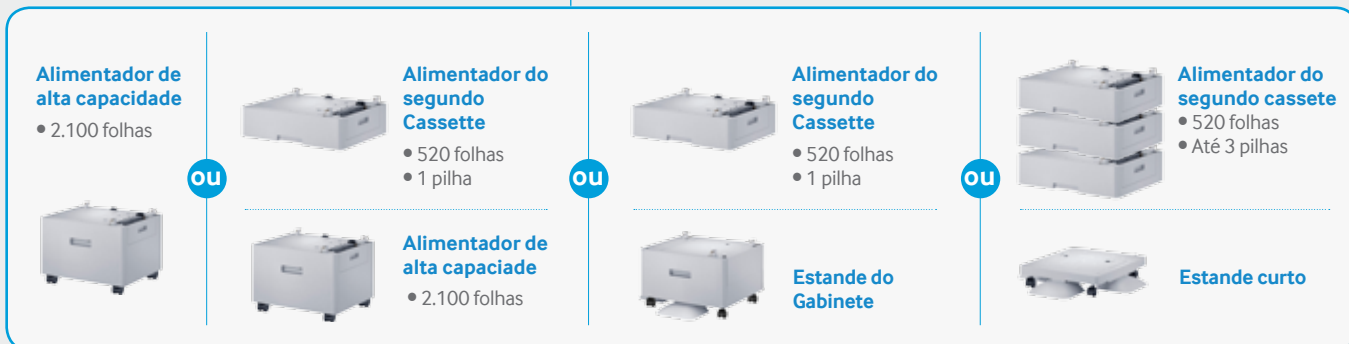 Alimentador de
alta capacidade
• 2.100 folhas
ou
Alimentador do
segundo
Cassette
• 520 folhas
• 1 pilha
Alimentador de
alta capaciade
• 2.100 folhas
ou
Alimentador do
segundo
Cassette
• 520 folhas
• 1 pilha
Estande do
Gabinete
ou
Alimentador do
segundo cassete
• 520 folhas
• Até 3 pilhas
Estande curto